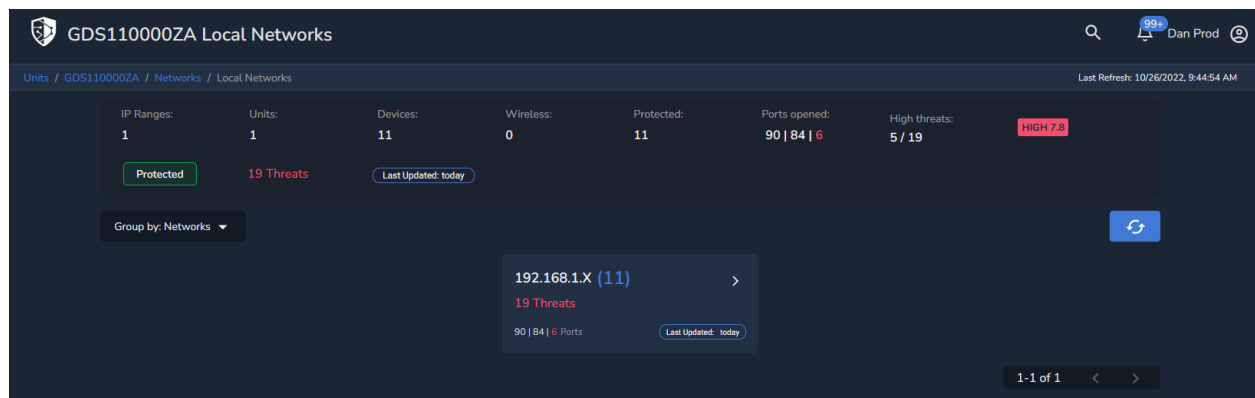 GDS110000ZA Local Networks
99+
Dan Prod
Units / GDS110000ZA / Networks / Local Networks
Last Refresh: 10/26/2022, 9:44:54 AM
IP Ranges: Units: Devices: Wireless: Protected: Ports opened: High threats:
1 1 11 0 11 90 | 84 | 6 5 / 19 HIGH 7.8
Protected 19 Threats Last Updated: today
Group by: Networks
192.168.1.X (11)
19 Threats
90 | 84 | 6 Ports Last Updated: today
1-1 of 1